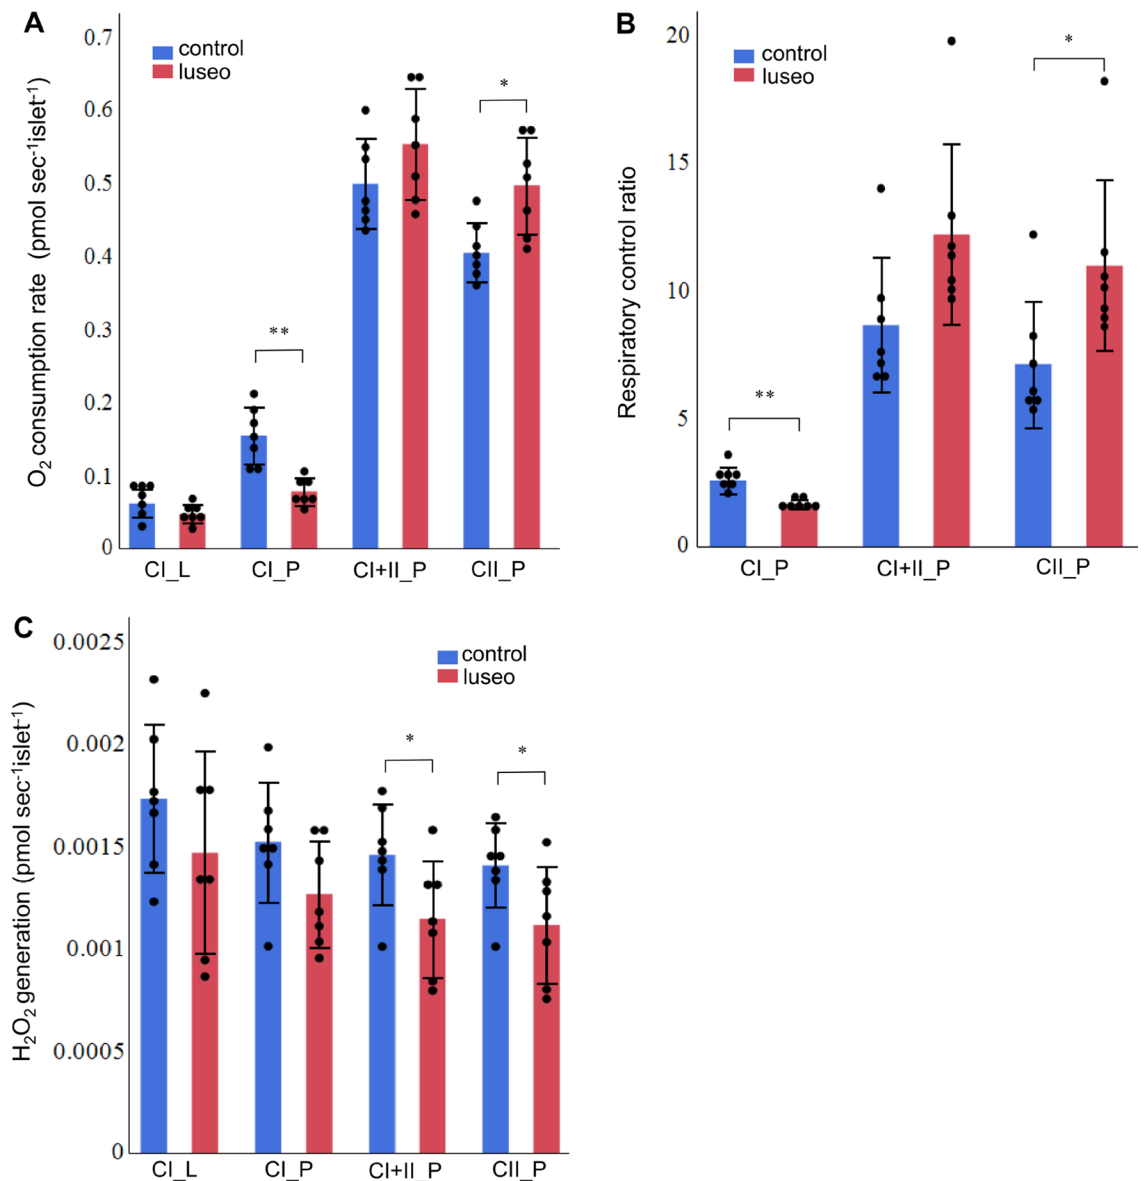 A
O₂ consumption rate (pmol sec⁻¹islet⁻¹)
0.7
0.6
0.5
0.4
0.3
0.2
0.1
0
control
luseo
**
*
CI_L CI_P CI+II_P CII_P
B
Respiratory control ratio
20
15
10
5
0
control
luseo
**
*
CI_P CI+II_P CII_P
C
H₂O₂ generation (pmol sec⁻¹islet⁻¹)
0.0025
0.002
0.0015
0.001
0.0005
0
control
luseo
*
*
CI_L CI_P CI+II_P CII_P